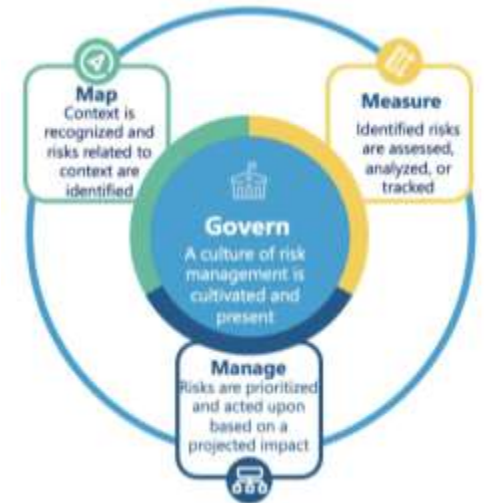 Map
Context is
recognized and
risks related to
context are
identified
Measure
Identified risks
are assessed,
analyzed, or
tracked
Govern
A culture of risk
management is
cultivated and
present
Manage
Risks are prioritized
and acted upon
based on a
projected impact